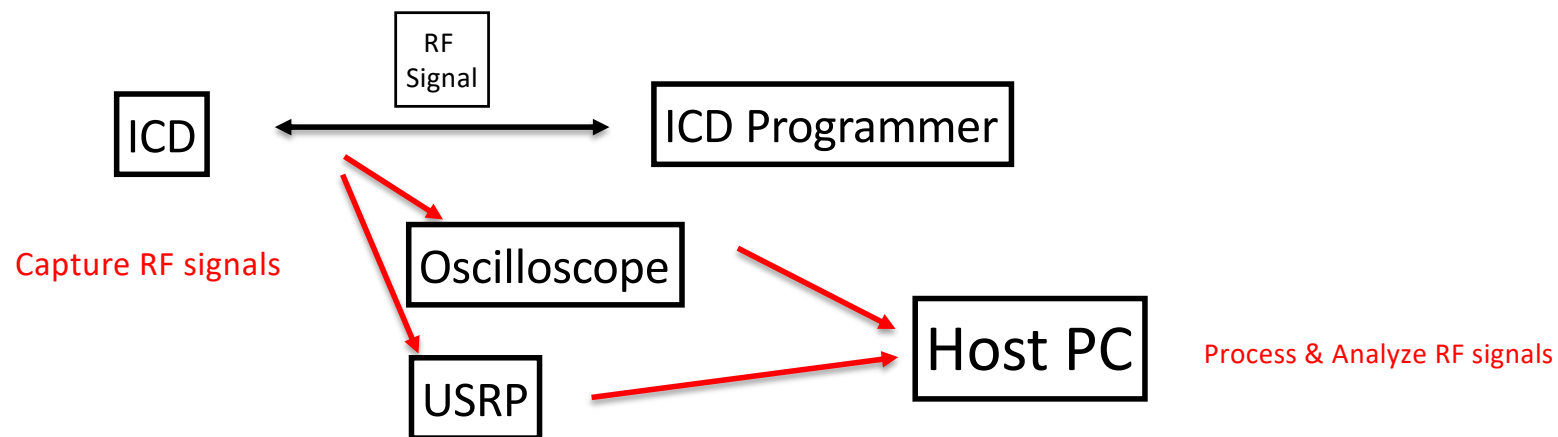 RF
Signal
ICD
ICD Programmer
Capture RF signals
Oscilloscope
Host PC
Process & Analyze RF signals
USRP